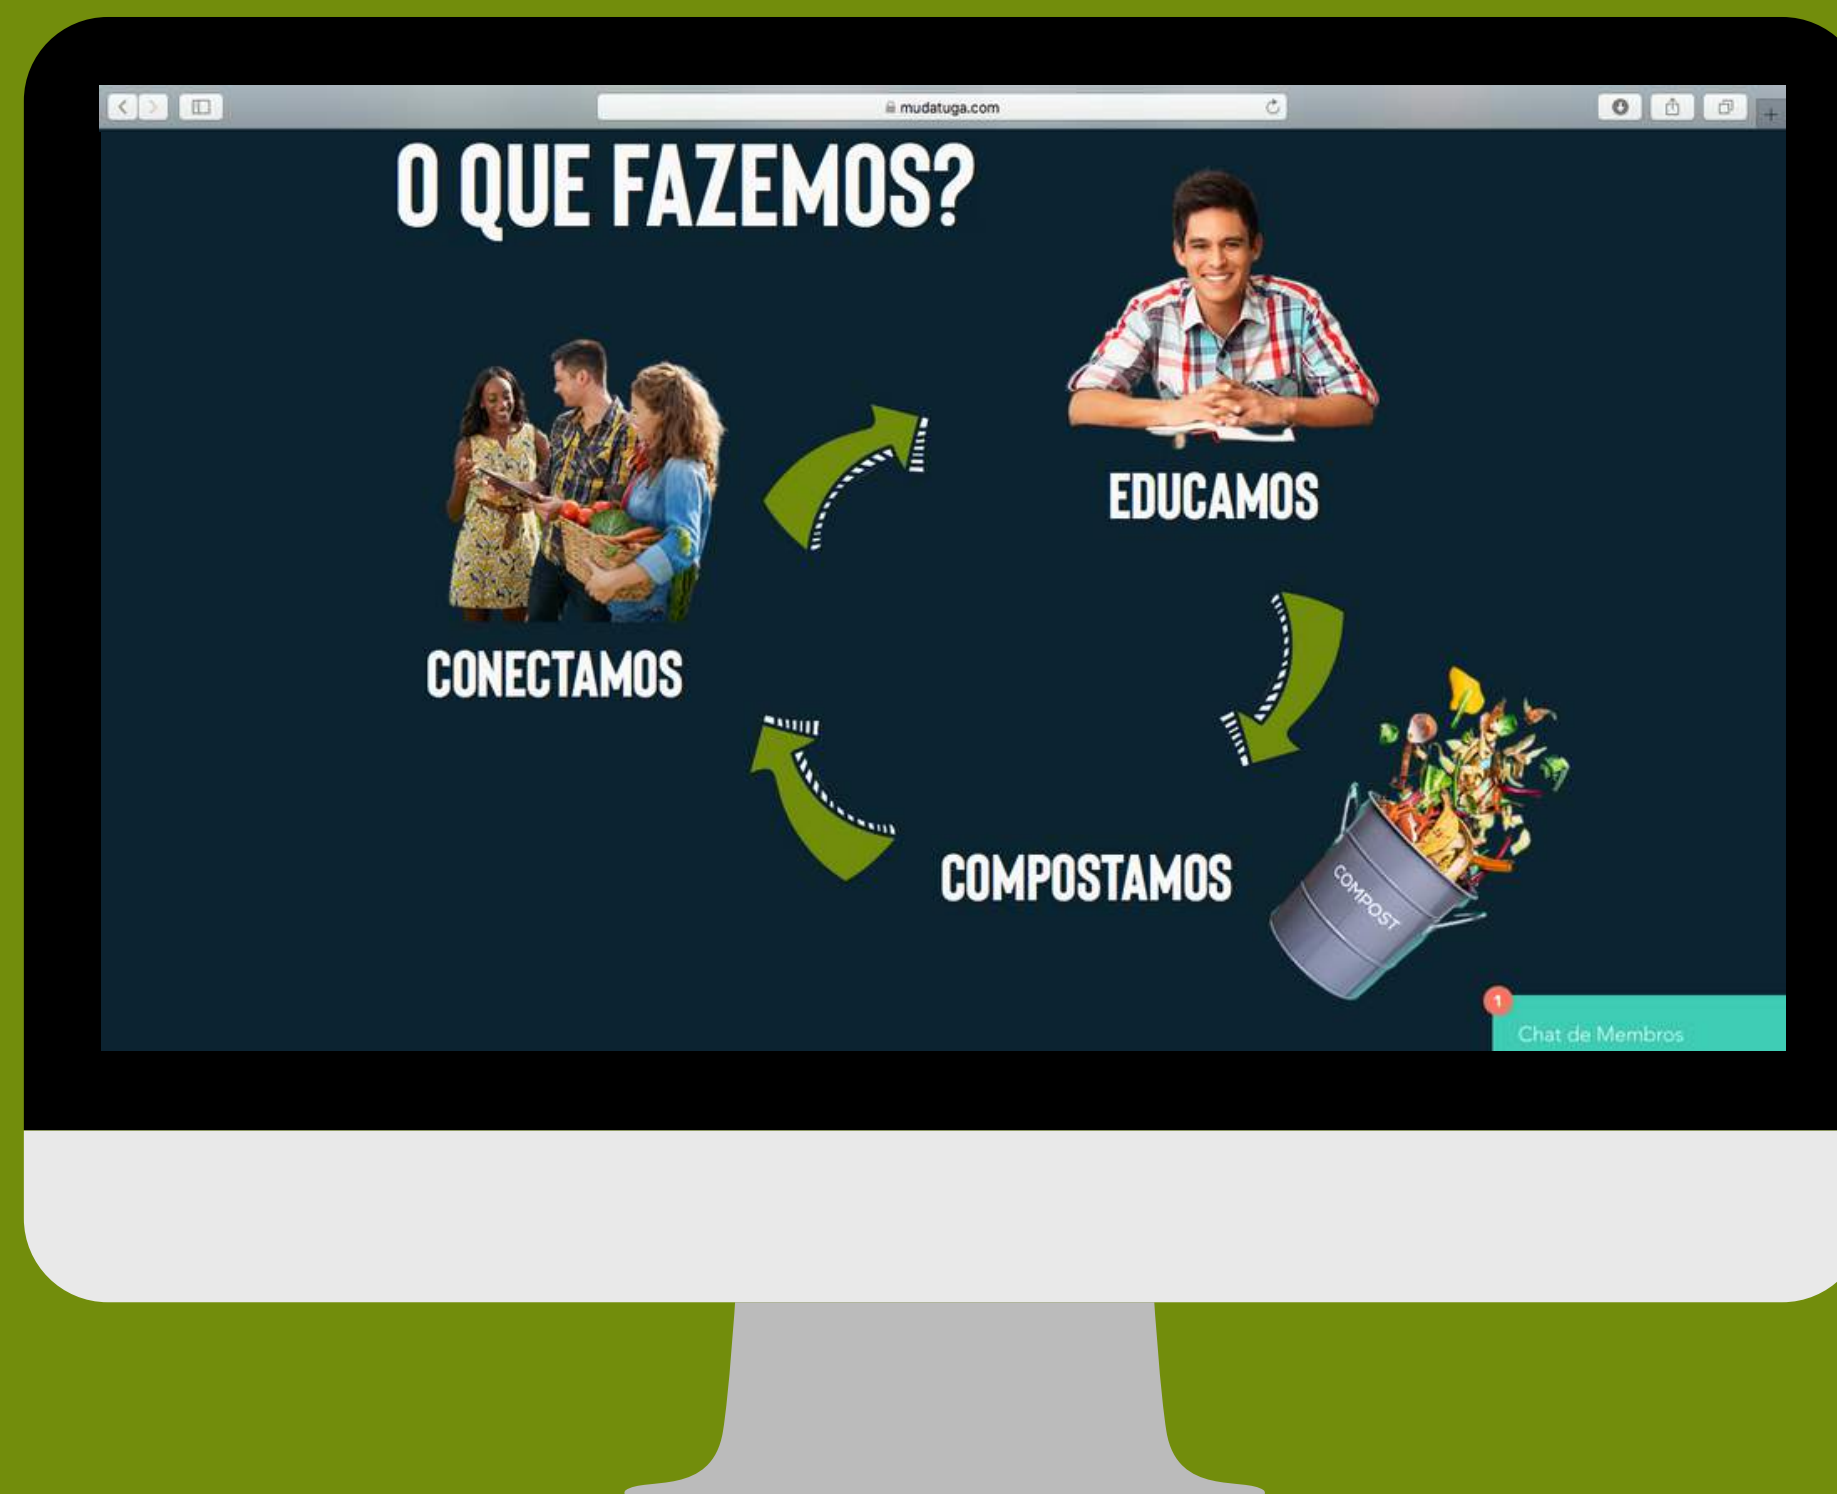 mudatuga.com
O QUE FAZEMOS?
EDUCAMOS
CONECTAMOS
COMPOSTAMOS
COMPOST
1
Chat de Membros